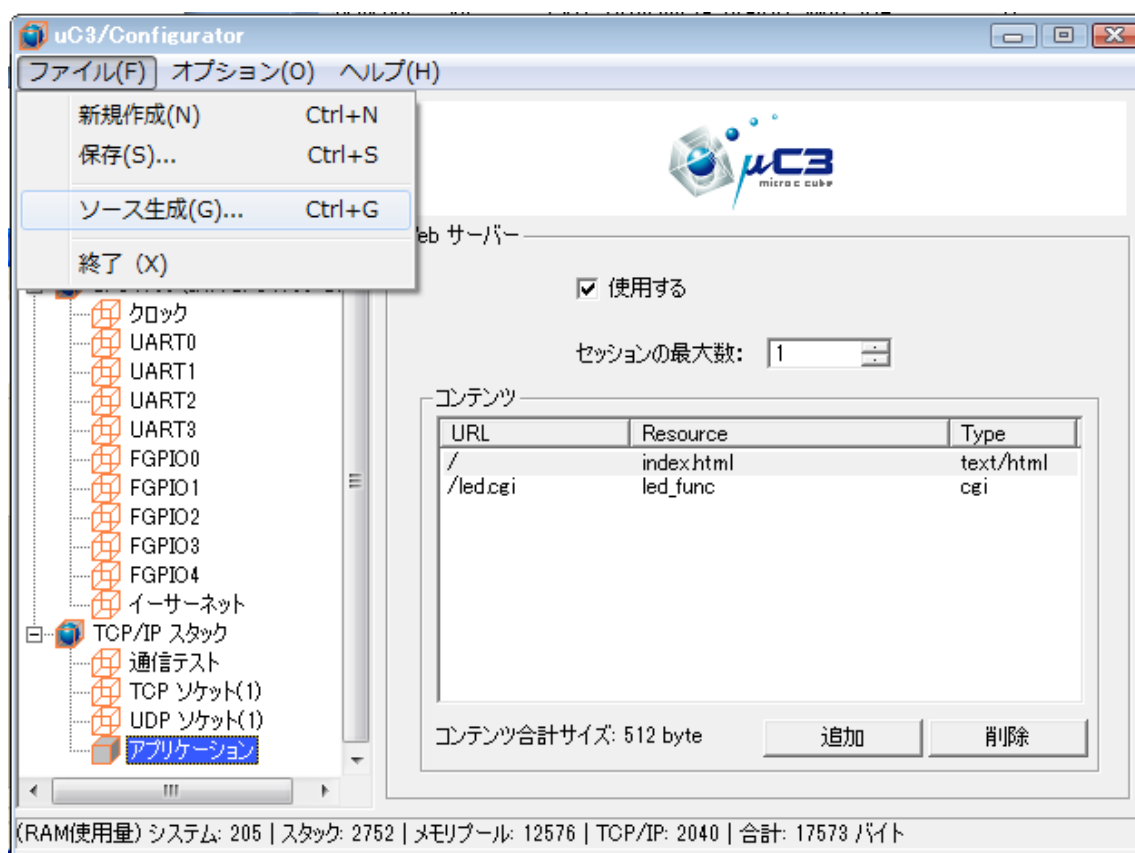 uC3/Configurator
ファイル(F) オプション(O) ヘルプ(H)
新規作成(N) Ctrl+N
保存(S)... Ctrl+S
ソース生成(G)... Ctrl+G
終了 (X)
µC3
micro c cube
eb サーバー
使用する
セッションの最大数: 1
コンテンツ
URL Resource Type
/ index.html text/html
/led.cgi led_func cgi
コンテンツ合計サイズ: 512 byte 追加 削除
クロック
UART0
UART1
UART2
UART3
FGPIO0
FGPIO1
FGPIO2
FGPIO3
FGPIO4
イーサーネット
TCP/IP スタック
通信テスト
TCP ソケット(1)
UDP ソケット(1)
アプリケーション
(RAM使用量) システム: 205 | スタック: 2752 | メモリプール: 12576 | TCP/IP: 2040 | 合計: 17573 バイト